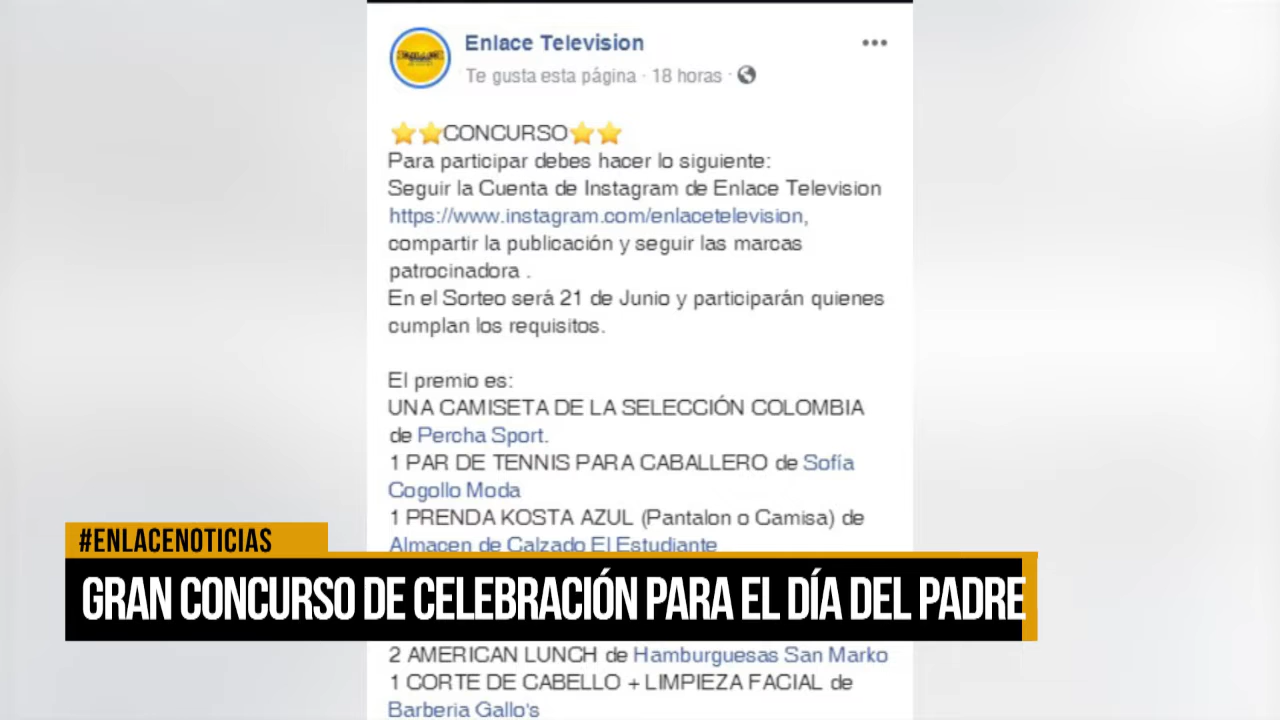 Enlace Television
Te gusta esta página · 18 horas ·
⭐⭐CONCURSO⭐⭐
Para participar debes hacer lo siguiente:
Seguir la Cuenta de Instagram de Enlace Television
https://www.instagram.com/enlacetelevision,
compartir la publicación y seguir las marcas
patrocinadora .
En el Sorteo será 21 de Junio y participarán quienes
cumplan los requisitos.
El premio es:
UNA CAMISETA DE LA SELECCIÓN COLOMBIA
de Percha Sport.
1 PAR DE TENNIS PARA CABALLERO de Sofía
Cogollo Moda
1 PRENDA KOSTA AZUL (Pantalon o Camisa) de
Almacen de Calzado El Estudiante
#ENLACENOTICIAS
GRAN CONCURSO DE CELEBRACIÓN PARA EL DÍA DEL PADRE
2 AMERICAN LUNCH de Hamburguesas San Marko
1 CORTE DE CABELLO + LIMPIEZA FACIAL de
Barberia Gallo's